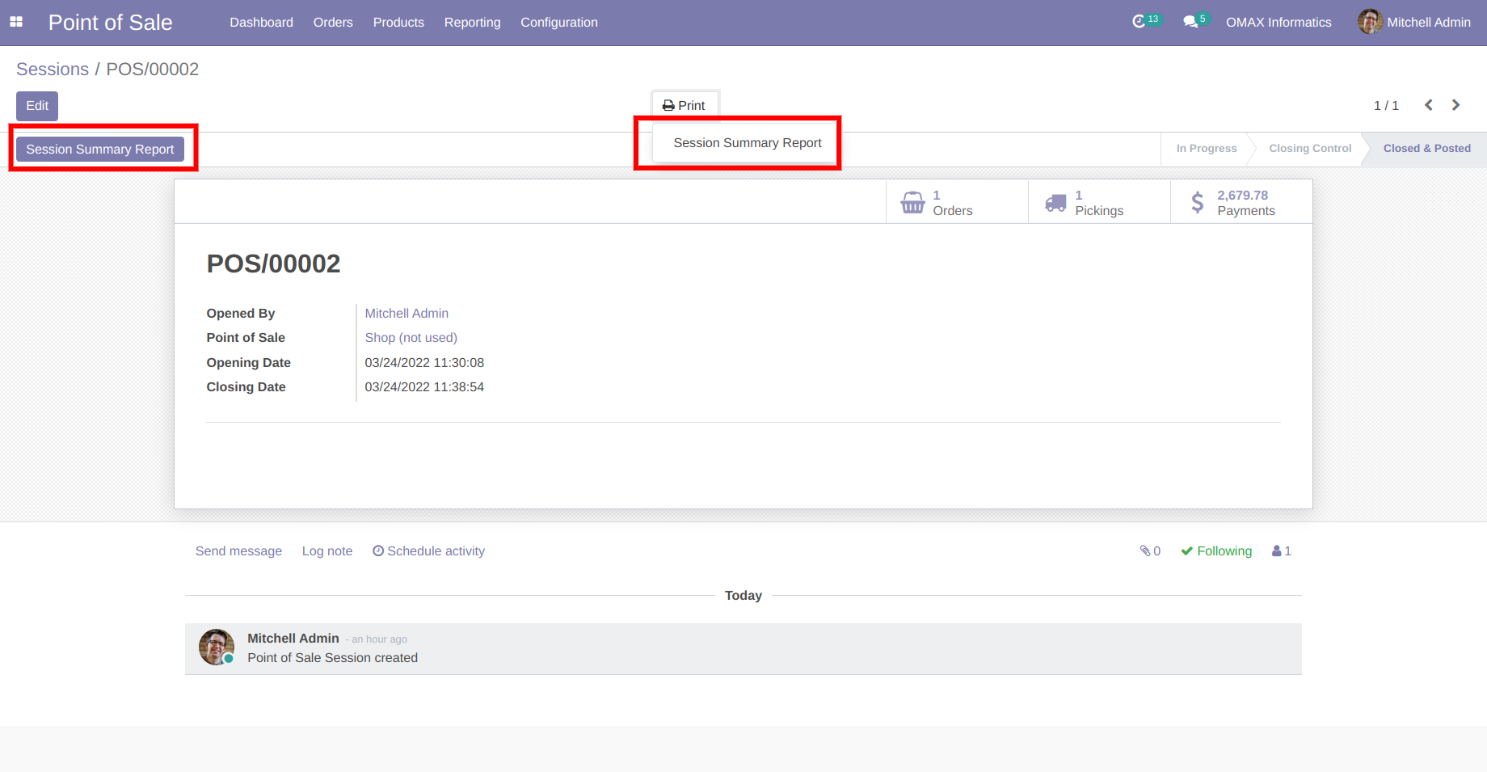 Point of Sale Dashboard Orders Products Reporting Configuration 13 5 OMAX Informatics Mitchell Admin
Sessions / POS/00002
Edit Print 1 / 1
Session Summary Report Session Summary Report In Progress Closing Control Closed & Posted
1 Orders 1 Pickings 2,679.78 Payments
POS/00002
Opened By Mitchell Admin
Point of Sale Shop (not used)
Opening Date 03/24/2022 11:30:08
Closing Date 03/24/2022 11:38:54
Send message Log note Schedule activity 0 Following 1
Today
Mitchell Admin - an hour ago
Point of Sale Session created